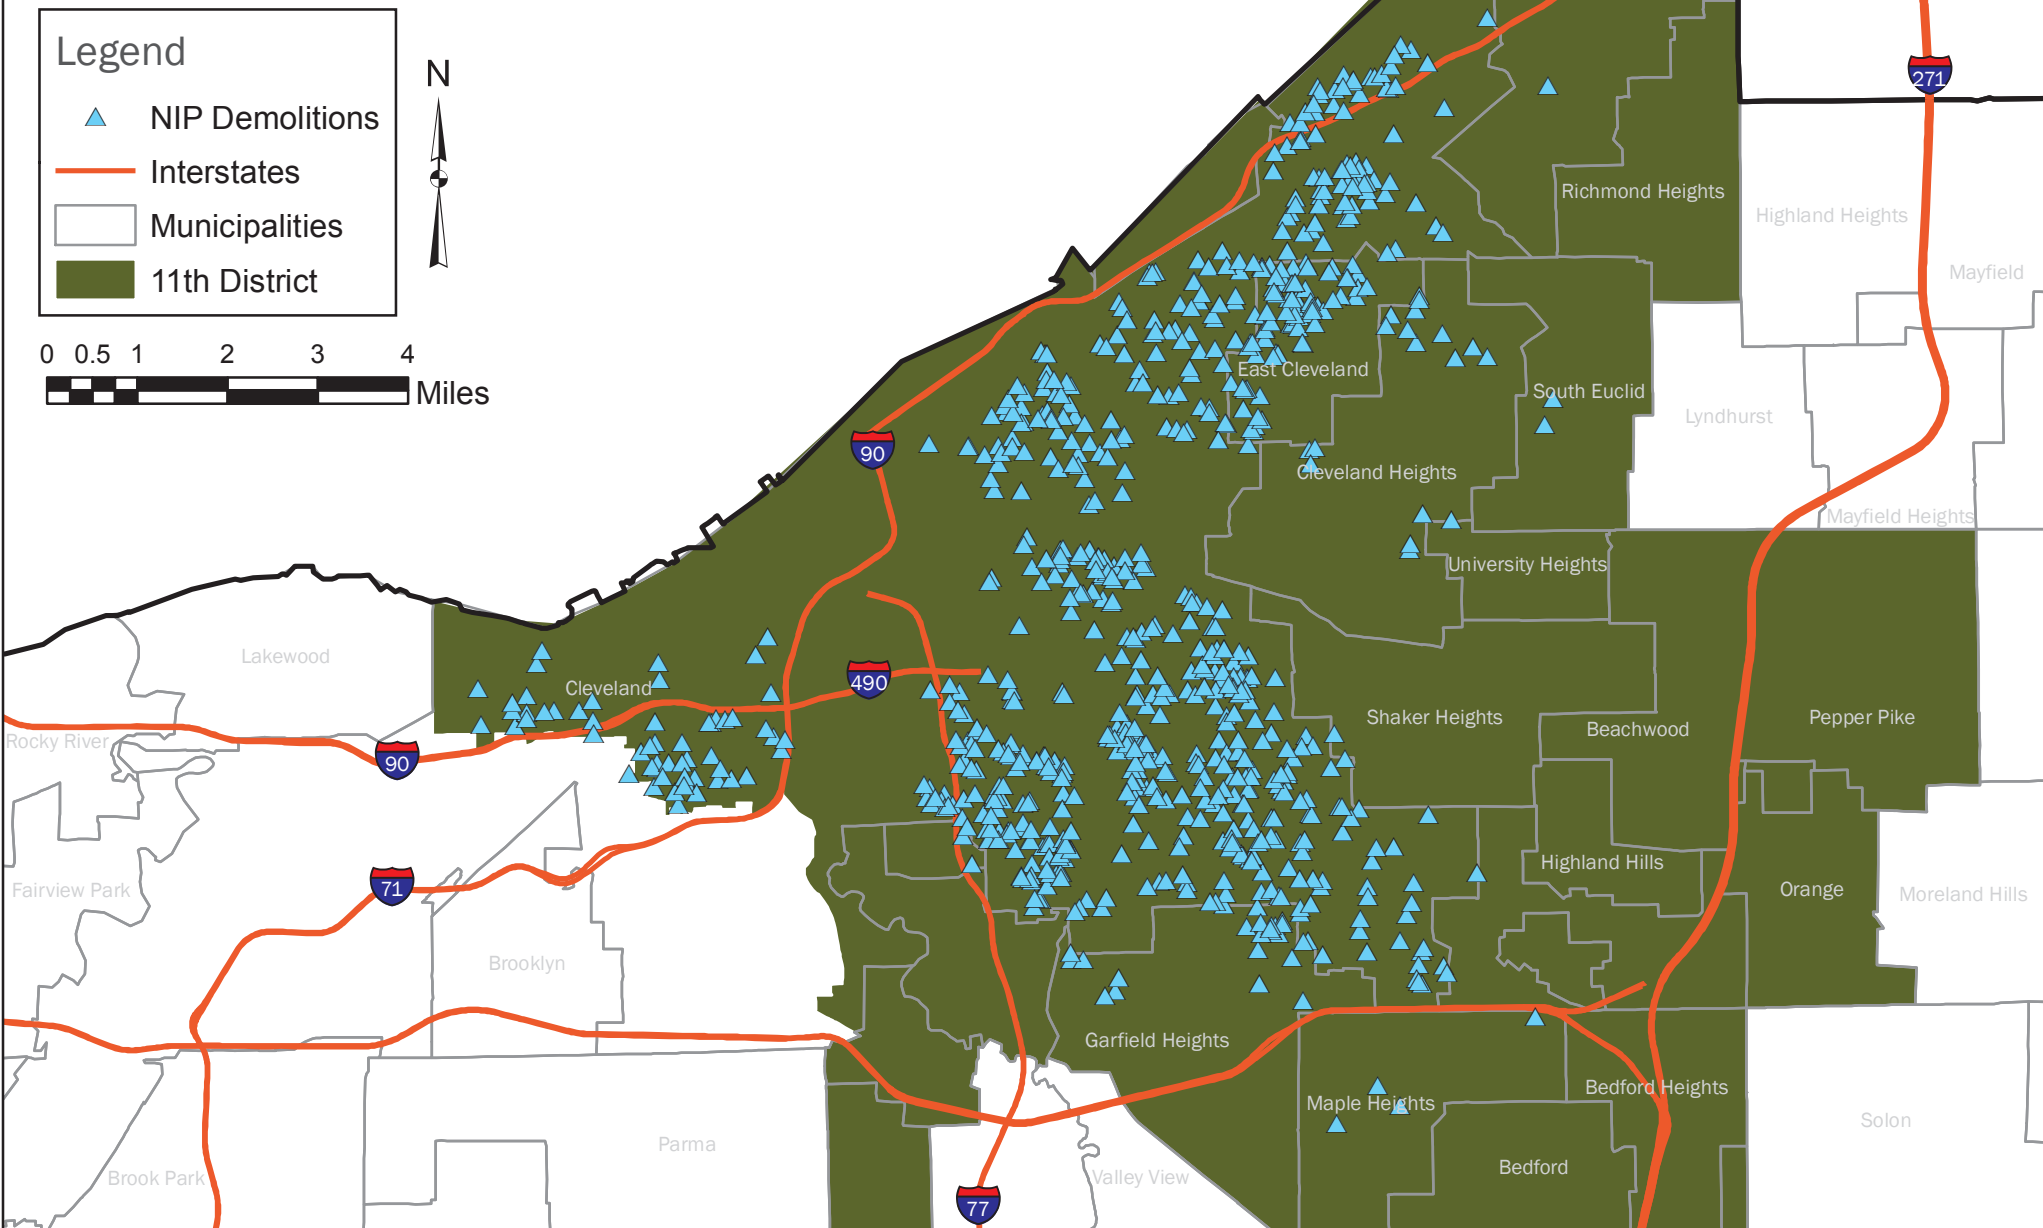 Legend
N
NIP Demolitions
Interstates
Municipalities
11th District
0 0.5 1 2 3 4
Miles
271
Richmond Heights
Highland Heights
Mayfield
East Cleveland
South Euclid
Lyndhurst
90
Cleveland Heights
Mayfield Heights
University Heights
Lakewood
Cleveland
490
Shaker Heights
Beachwood
Pepper Pike
Rocky River
90
Highland Hills
71
Fairview Park
Orange
Moreland Hills
Brooklyn
Garfield Heights
Bedford Heights
Maple Heights
Solon
Parma
Bedford
Brook Park
Valley View
77